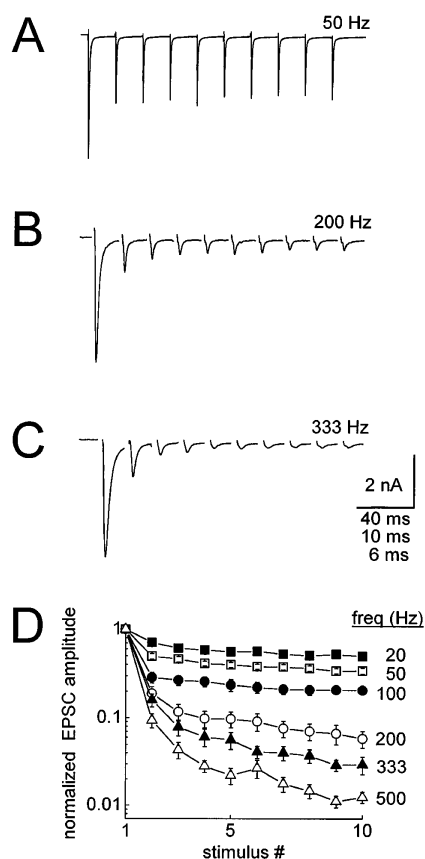 A
50 Hz
B
200 Hz
C
333 Hz
2 nA
40 ms
10 ms
6 ms
D
freq (Hz)
normalized EPSC amplitude
1
0.1
0.01
20
50
100
200
333
500
1
5
10
stimulus #